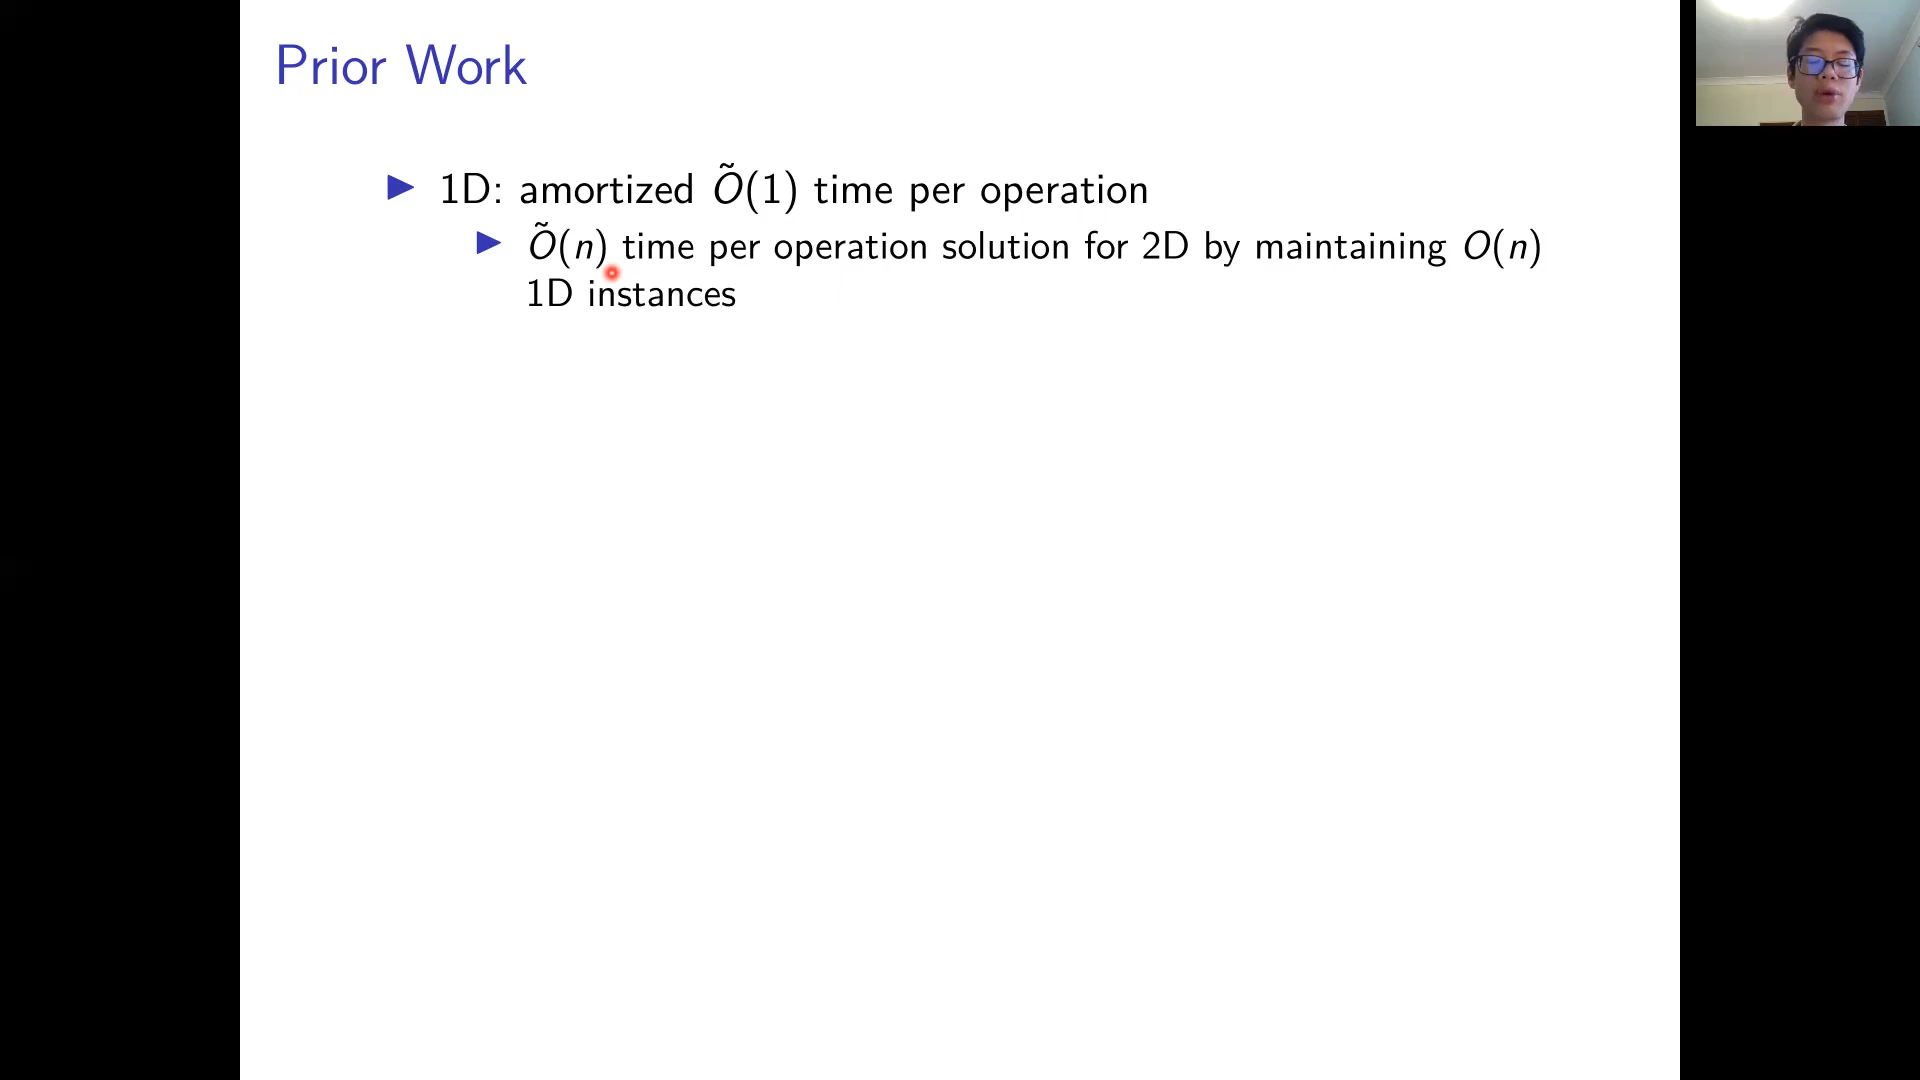 Prior Work
▶ 1D: amortized Õ(1) time per operation
▶ Õ(n) time per operation solution for 2D by maintaining O(n)
1D instances